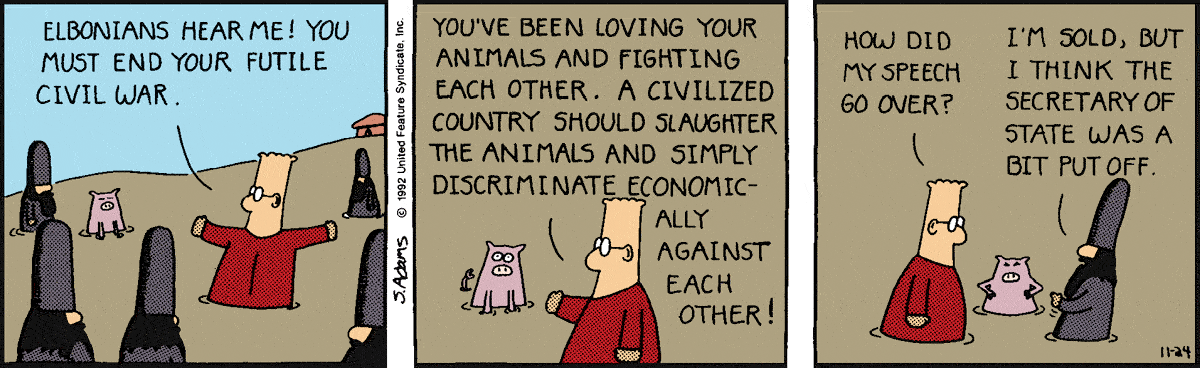 ELBONIANS HEAR ME! YOU
MUST END YOUR FUTILE
CIVIL WAR.
© 1992 United Feature Syndicate, Inc.
S.Adams
YOU'VE BEEN LOVING YOUR
ANIMALS AND FIGHTING
EACH OTHER. A CIVILIZED
COUNTRY SHOULD SLAUGHTER
THE ANIMALS AND SIMPLY
DISCRIMINATE ECONOMIC-
ALLY
AGAINST
EACH
OTHER!
HOW DID
MY SPEECH
GO OVER?
I'M SOLD, BUT
I THINK THE
SECRETARY OF
STATE WAS A
BIT PUT OFF.
11-24